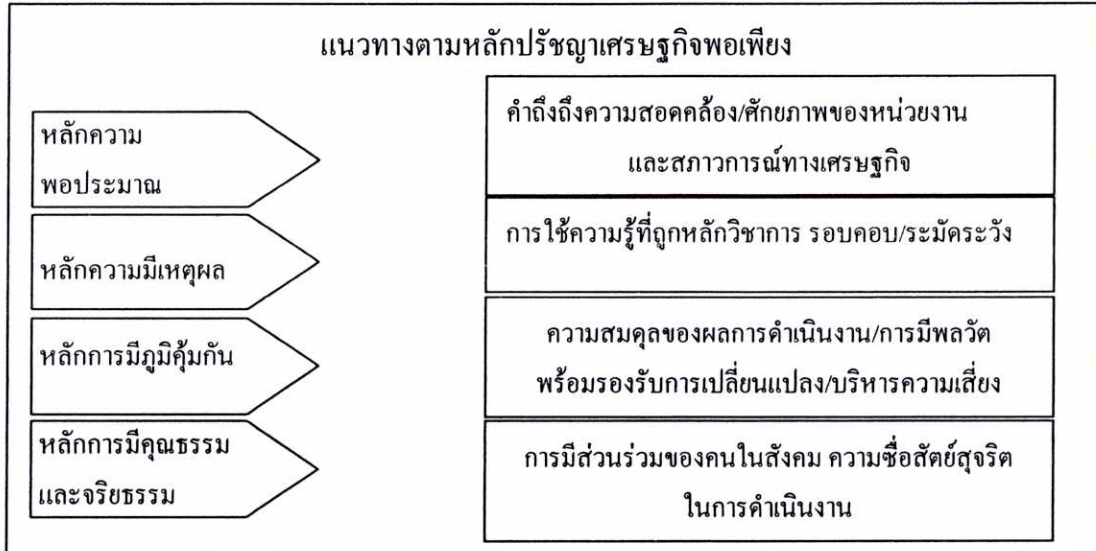 แนวทางตามหลักปรัชญาเศรษฐกิจพอเพียง
หลักความ
พอประมาณ
คำถึงถึงความสอดคล้อง/ศักยภาพของหน่วยงาน
และสภาวการณ์ทางเศรษฐกิจ
หลักความมีเหตุผล
การใช้ความรู้ที่ถูกหลักวิชาการ รอบคอบ/ระมัดระวัง
หลักการมีภูมิคุ้มกัน
ความสมดุลของผลการดำเนินงาน/การมีพลวัต
พร้อมรองรับการเปลี่ยนแปลง/บริหารความเสี่ยง
หลักการมีคุณธรรม
และจริยธรรม
การมีส่วนร่วมของคนในสังคม ความซื่อสัตย์สุจริต
ในการดำเนินงาน